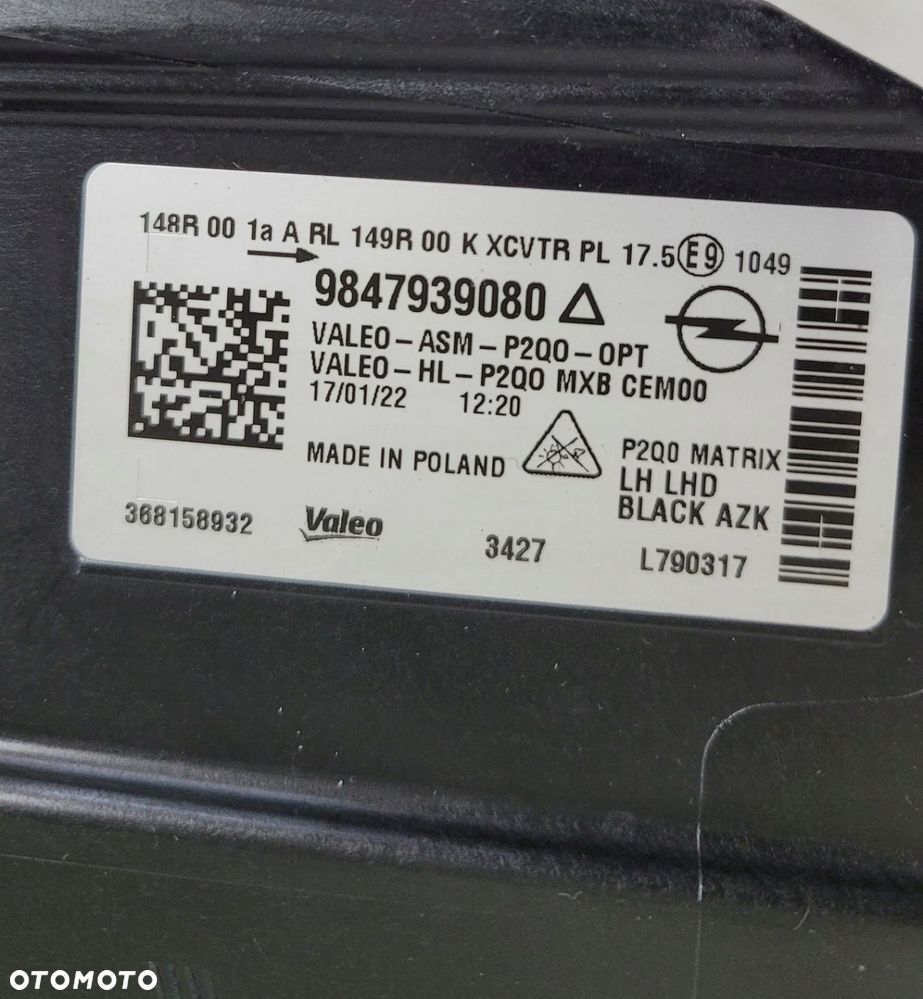 148R 00 1a A RL 149R 00 K XCVTR PL 17.5 E9 1049
9847939080
VALEO-ASM-P2QO-OPT
VALEO-HL-P2QO MXB CEM00
17/01/22 12:20
MADE IN POLAND
P2Q0 MATRIX
LH LHD
BLACK AZK
368158932
Valeo
3427
L790317
OTOMOTO